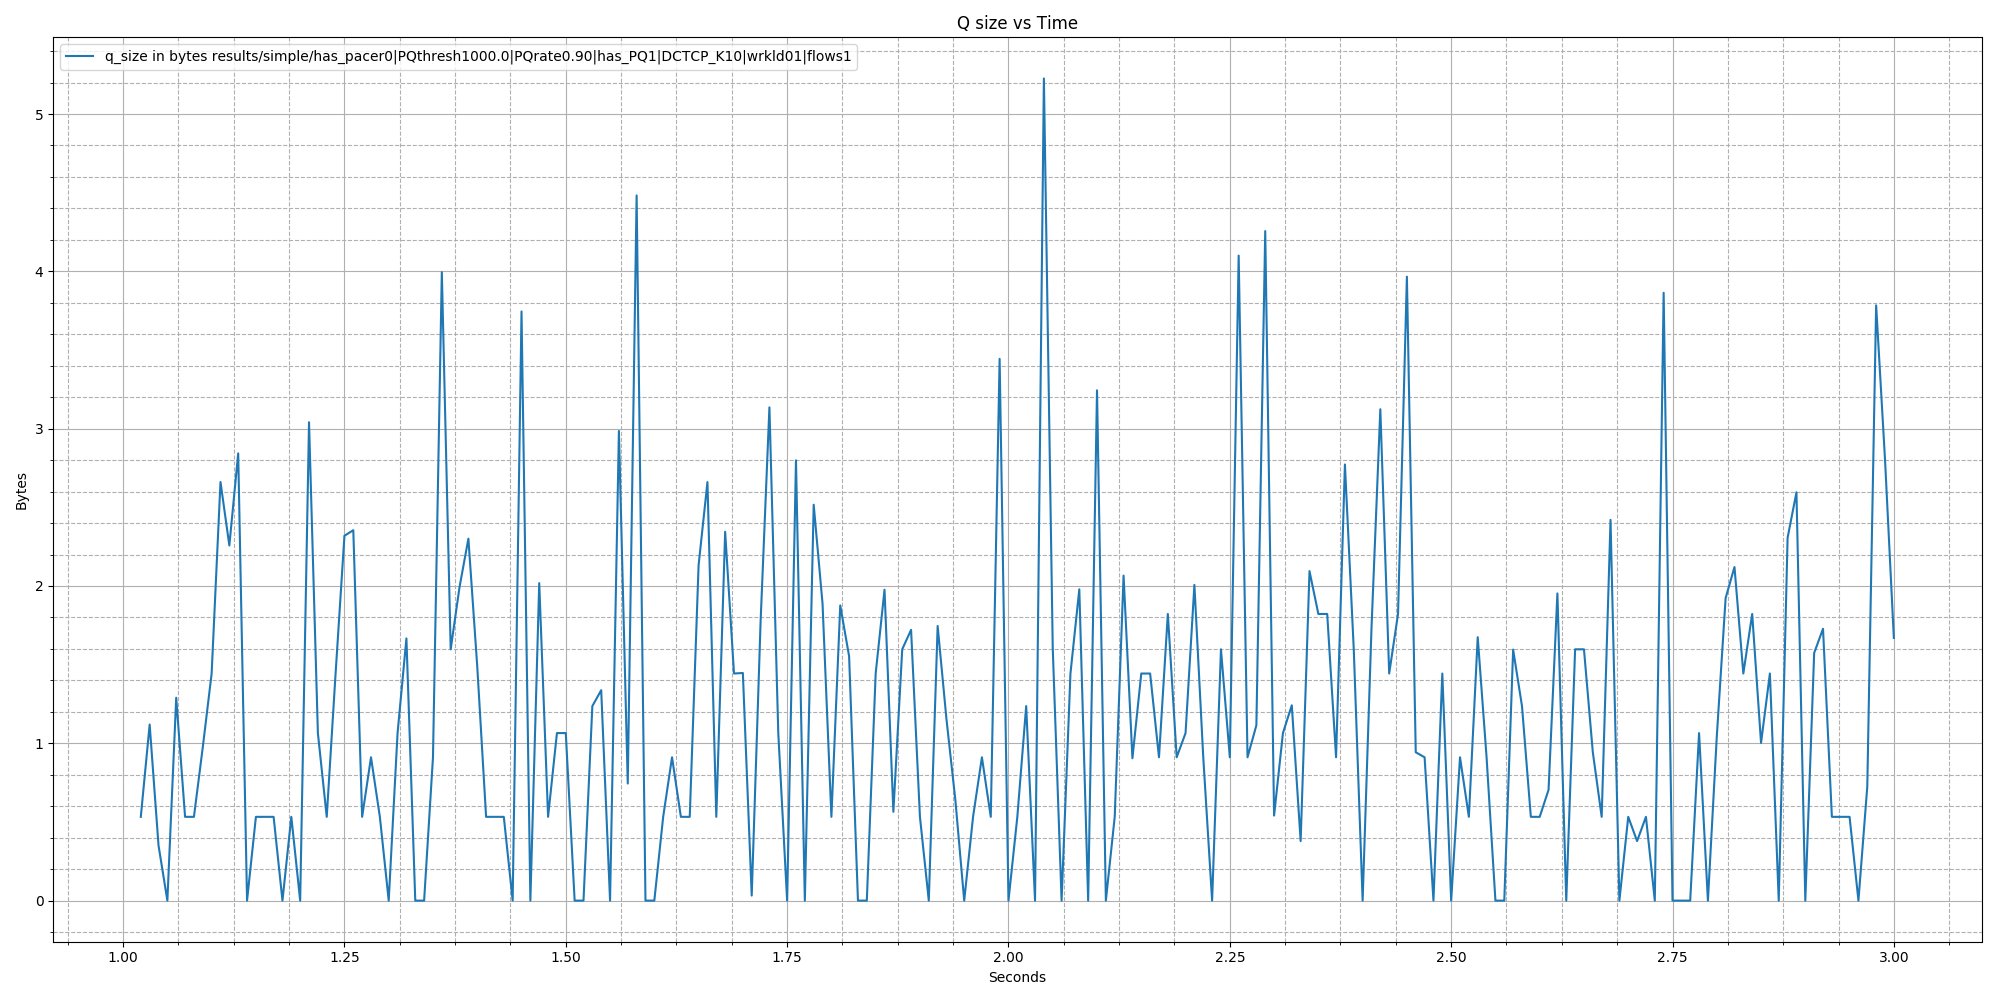 Q size vs Time
q_size in bytes results/simple/has_pacer0|PQthresh1000.0|PQrate0.90|has_PQ1|DCTCP_K10|wrkld01|flows1
5
4
3
2
1
0
Bytes
1.00 1.25 1.50 1.75 2.00 2.25 2.50 2.75 3.00
Seconds